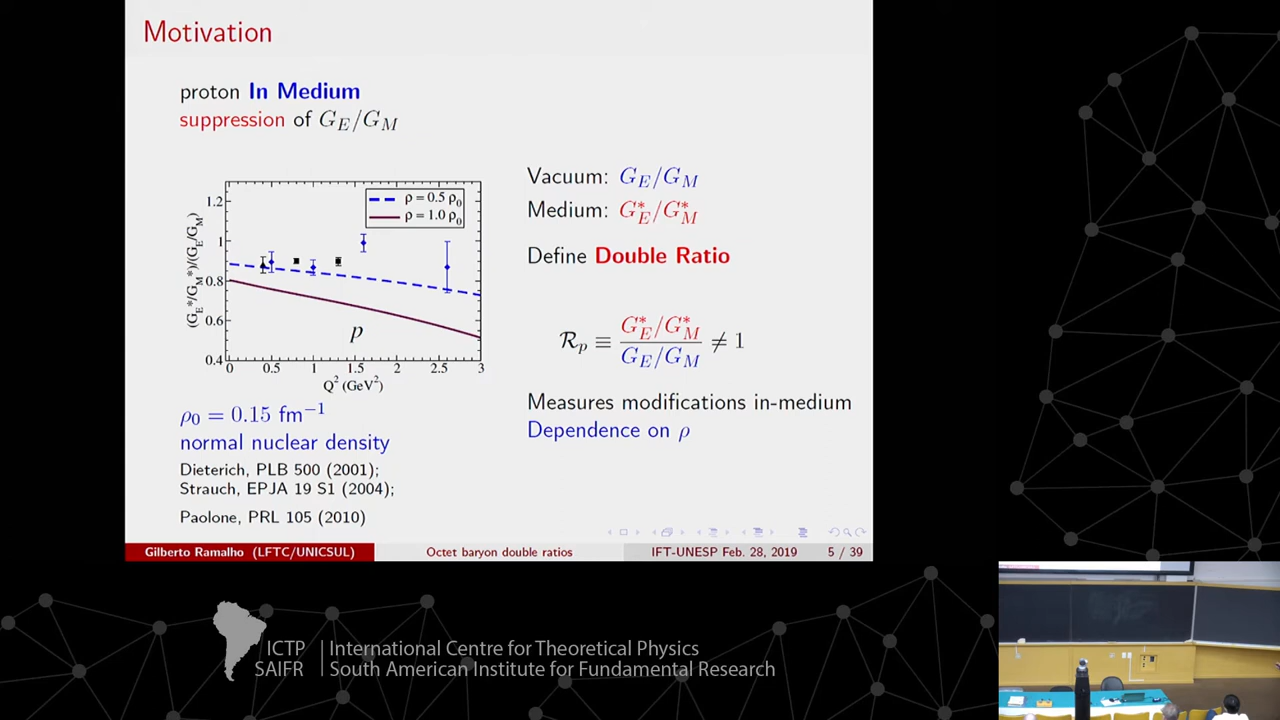 Motivation
proton In Medium
suppression of G_E/G_M
1.2
1
0.8
0.6
0.4
(G_E*/G_M*)/(G_E/G_M)
ρ = 0.5 ρ_0
ρ = 1.0 ρ_0
p
0 0.5 1 1.5 2 2.5 3
Q² (GeV²)
ρ₀ = 0.15 fm⁻¹
normal nuclear density
Dieterich, PLB 500 (2001);
Strauch, EPJA 19 S1 (2004);
Paolone, PRL 105 (2010)
Vacuum: G_E/G_M
Medium: G*_E/G*_M
Define Double Ratio
R_p ≡ (G*_E/G*_M)/(G_E/G_M) ≠ 1
Measures modifications in-medium
Dependence on ρ
Gilberto Ramalho (LFTC/UNICSUL) Octet baryon double ratios IFT-UNESP Feb. 28, 2019 5 / 39
ICTP International Centre for Theoretical Physics
SAIFR South American Institute for Fundamental Research